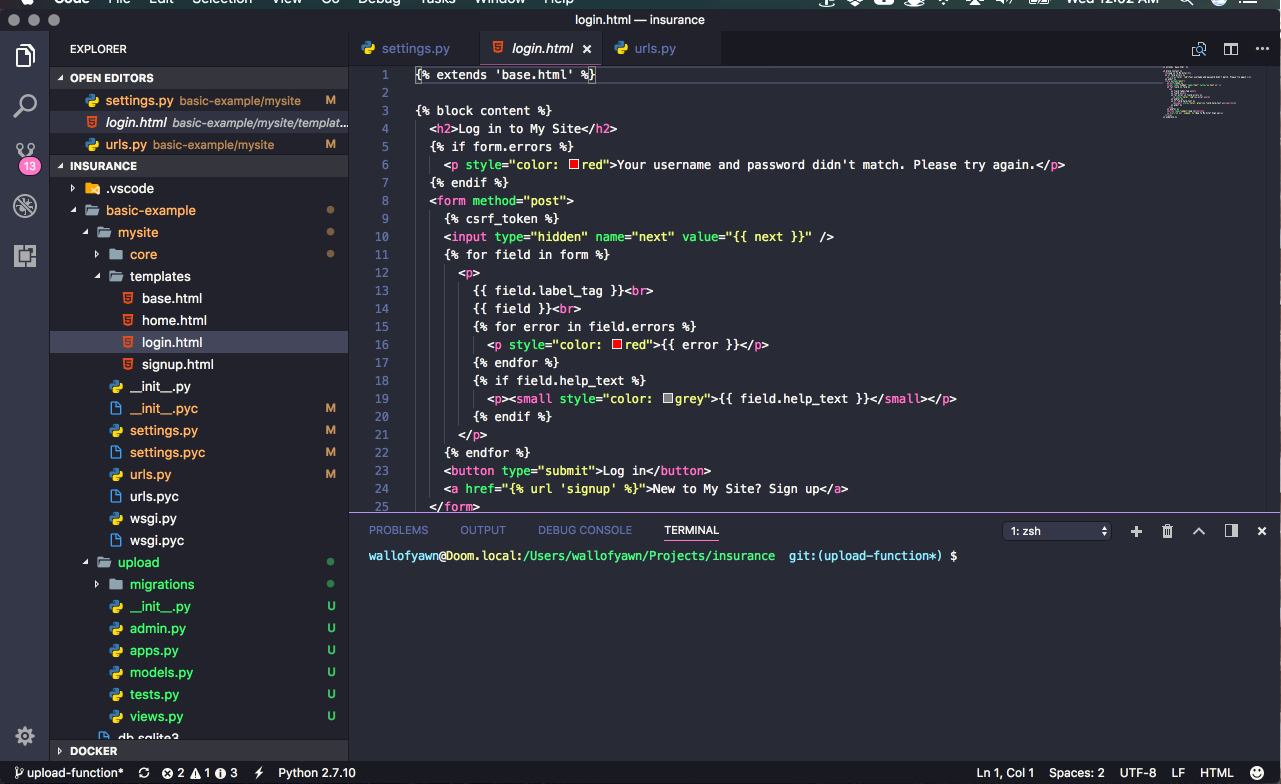 Code File Edit Selection View Go Debug Tasks Window Help Wed 12:02 AM
login.html — insurance
EXPLORER
OPEN EDITORS
settings.py basic-example/mysite M
login.html basic-example/mysite/templat...
urls.py basic-example/mysite M
13
INSURANCE
.vscode
basic-example
mysite
core
templates
base.html
home.html
login.html
signup.html
__init__.py
__init__.pyc M
settings.py M
settings.pyc M
urls.py M
urls.pyc
wsgi.py
wsgi.pyc
upload
migrations
__init__.py U
admin.py U
apps.py U
models.py U
tests.py U
views.py U
db.sqlite3
DOCKER
settings.py login.html × urls.py
1 {% extends 'base.html' %}
2
3 {% block content %}
4 <h2>Log in to My Site</h2>
5 {% if form.errors %}
6 <p style="color: red">Your username and password didn't match. Please try again.</p>
7 {% endif %}
8 <form method="post">
9 {% csrf_token %}
10 <input type="hidden" name="next" value="{{ next }}" />
11 {% for field in form %}
12 <p>
13 {{ field.label_tag }}<br>
14 {{ field }}<br>
15 {% for error in field.errors %}
16 <p style="color: red">{{ error }}</p>
17 {% endfor %}
18 {% if field.help_text %}
19 <p><small style="color: grey">{{ field.help_text }}</small></p>
20 {% endif %}
21 </p>
22 {% endfor %}
23 <button type="submit">Log in</button>
24 <a href="{% url 'signup' %}">New to My Site? Sign up</a>
25 </form>
PROBLEMS OUTPUT DEBUG CONSOLE TERMINAL 1: zsh
wallofyawn@Doom.local:/Users/wallofyawn/Projects/insurance git:(upload-function*) $
upload-function* 2 1 3 Python 2.7.10 Ln 1, Col 1 Spaces: 2 UTF-8 LF HTML